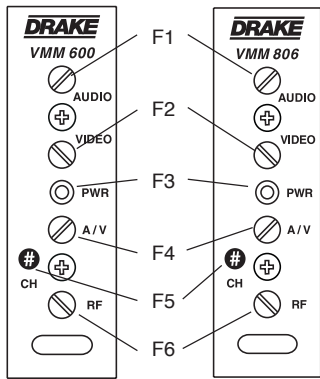 DRAKE
VMM 600
AUDIO
VIDEO
PWR
A/V
#
CH
RF
F1
F2
F3
F4
F5
F6
DRAKE
VMM 806
AUDIO
VIDEO
PWR
A/V
#
CH
RF